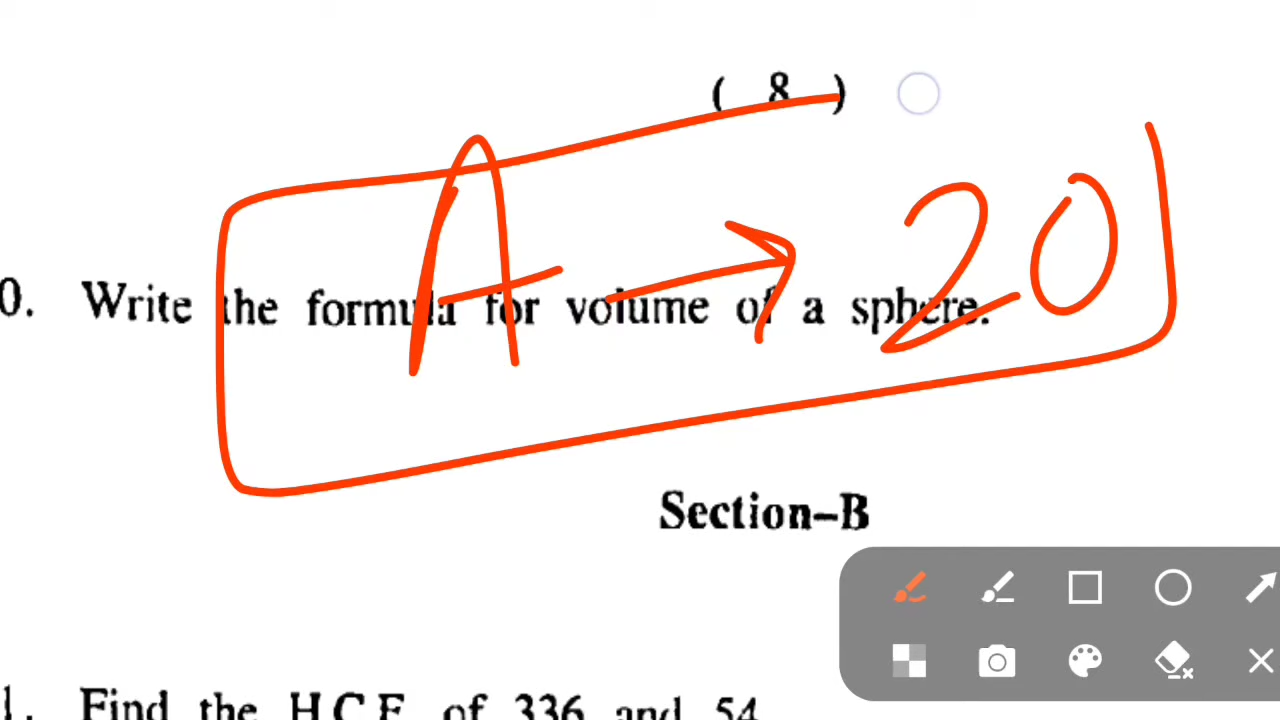 ( 8 )
A → 20
0. Write the formula for volume of a sphere.
Section–B
1. Find the H.C.F. of 336 and 54